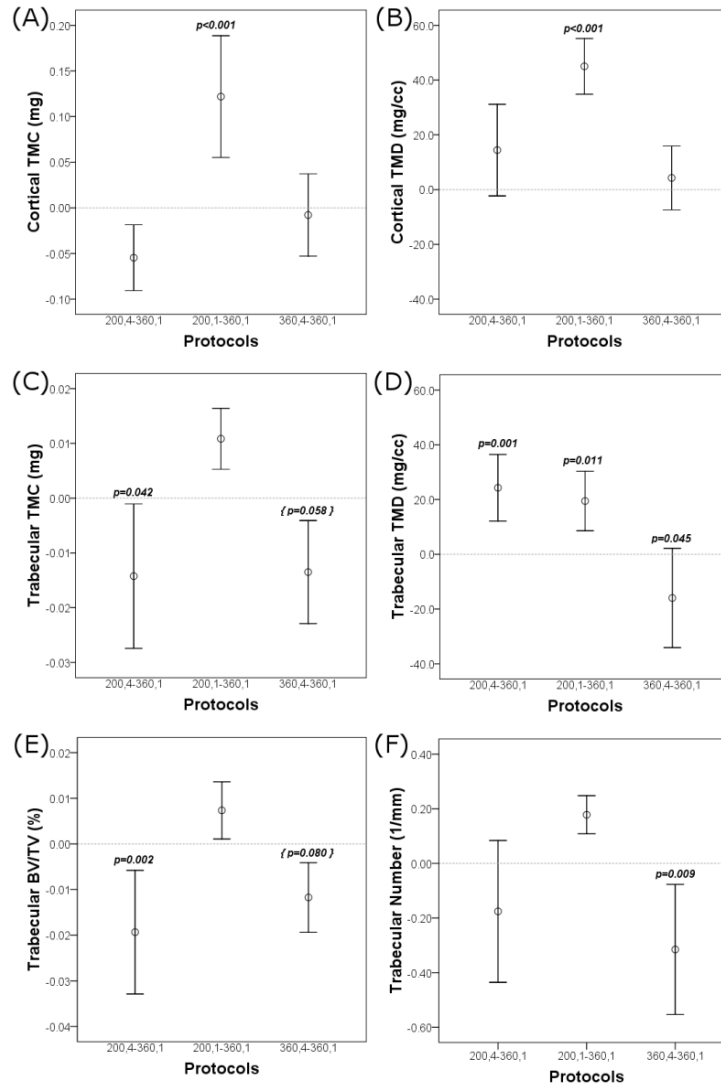 (A)
p<0.001
0.20
0.15
0.10
0.05
0.00
-0.05
-0.10
Cortical TMC (mg)
200,4-360,1 200,1-360,1 360,4-360,1
Protocols
(B)
p<0.001
60.0
40.0
20.0
0.0
-20.0
-40.0
Cortical TMD (mg/cc)
200,4-360,1 200,1-360,1 360,4-360,1
Protocols
(C)
0.02
0.01
0.00
-0.01
-0.02
-0.03
Trabecular TMC (mg)
p=0.042
{ p=0.058 }
200,4-360,1 200,1-360,1 360,4-360,1
Protocols
(D)
60.0
40.0
20.0
0.0
-20.0
-40.0
Trabecular TMD (mg/cc)
p=0.001
p=0.011
p=0.045
200,4-360,1 200,1-360,1 360,4-360,1
Protocols
(E)
0.02
0.01
0.00
-0.01
-0.02
-0.03
-0.04
Trabecular BV/TV (%)
p=0.002
{ p=0.080 }
200,4-360,1 200,1-360,1 360,4-360,1
Protocols
(F)
0.40
0.20
0.00
-0.20
-0.40
-0.60
Trabecular Number (1/mm)
p=0.009
200,4-360,1 200,1-360,1 360,4-360,1
Protocols